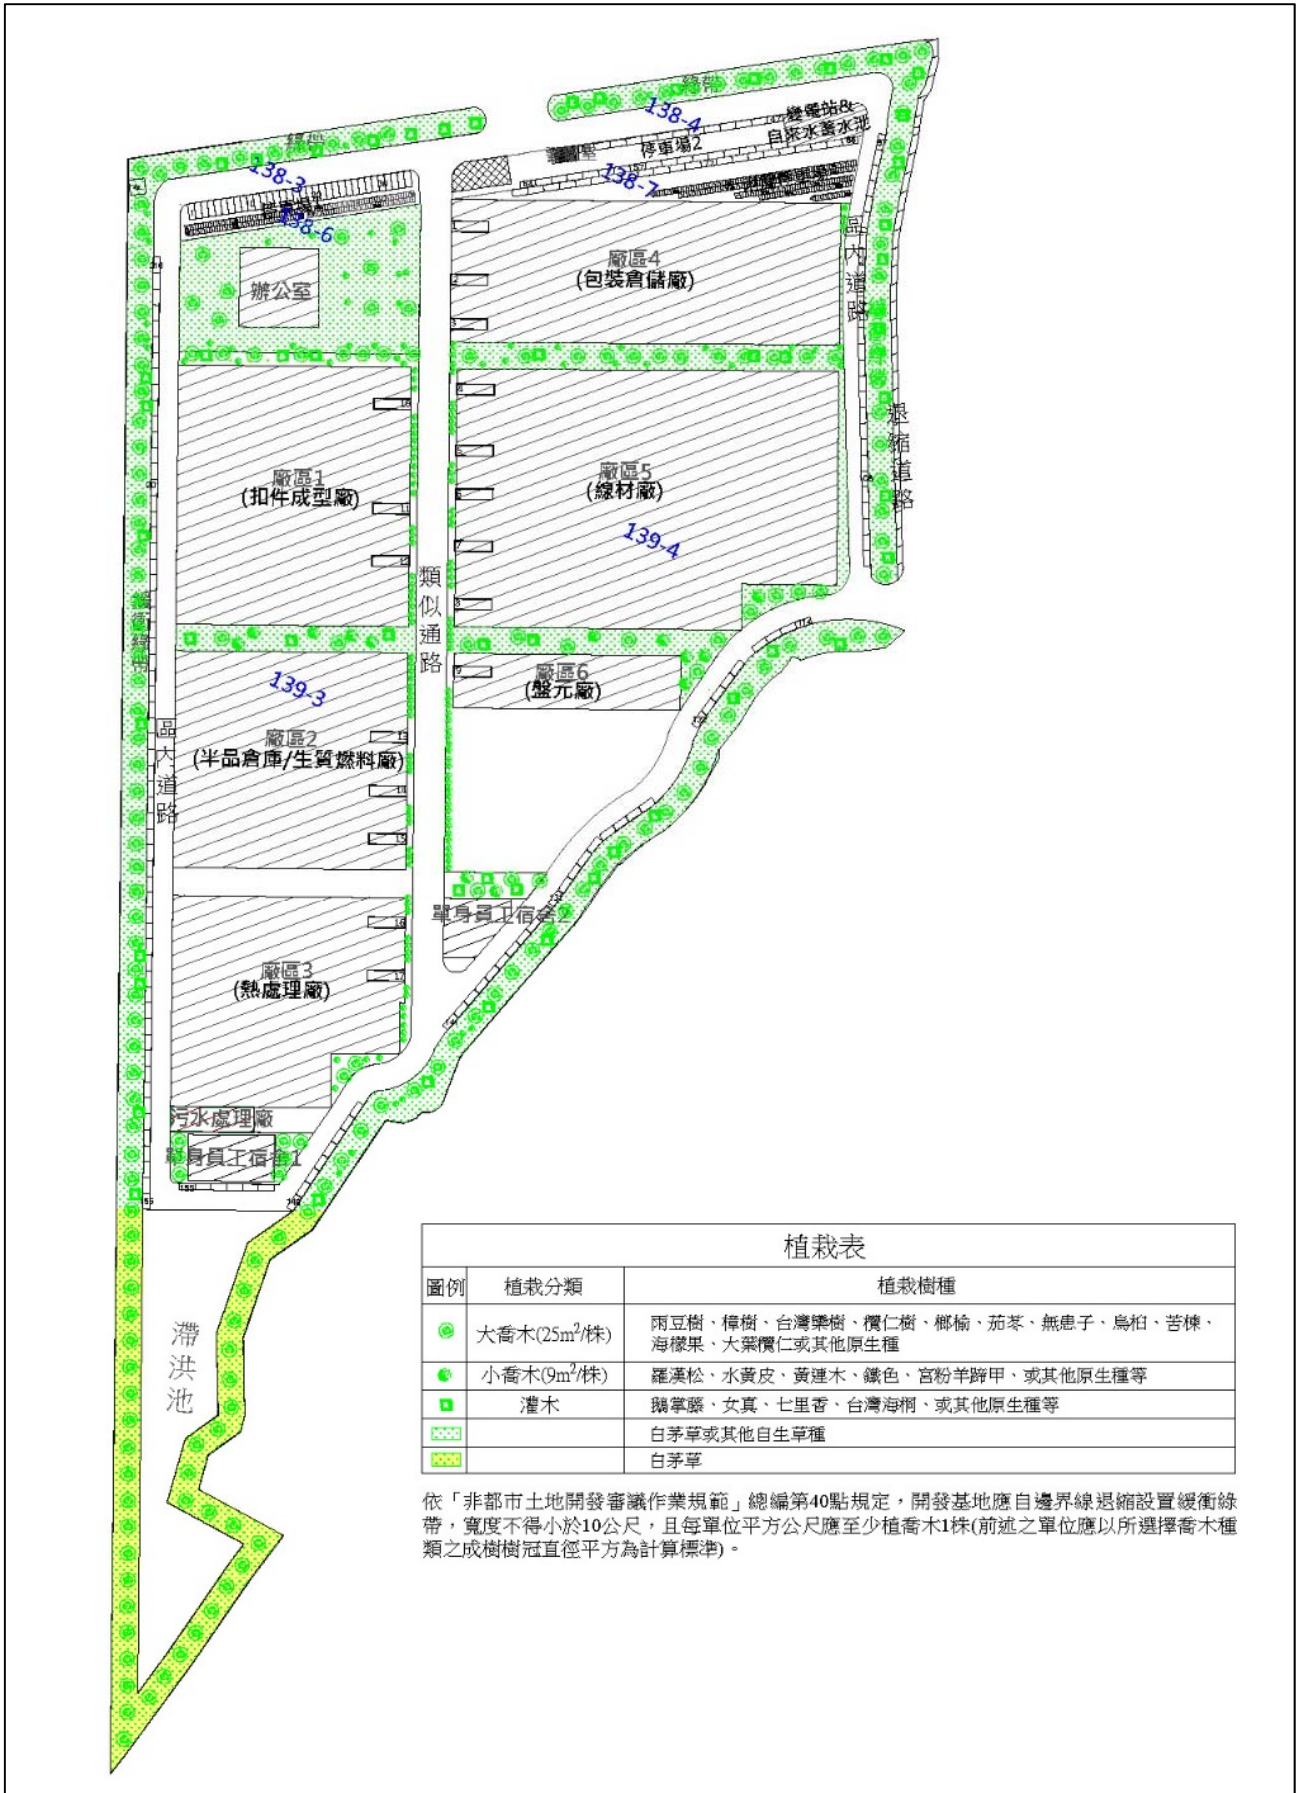 綠帶
138-4
變電站&
自來水蓄水池
停車場2
138-7
綠帶
138-3
138-6
辦公室
廠區4
(包裝倉儲廠)
區內道路
廠區1
(扣件成型廠)
廠區5
(線材廠)
139-4
退縮道路
緩衝綠帶
類似通路
139-3
廠區6
(盤元廠)
廠區2
(半品倉庫/生質燃料廠)
區內道路
單身員工宿舍2
廠區3
(熱處理廠)
污水處理廠
單身員工宿舍1
滯洪池
植栽表
圖例 植栽分類 植栽樹種
大喬木(25m²/株) 雨豆樹、樟樹、台灣欒樹、欖仁樹、榔榆、茄苳、無患子、烏桕、苦楝、
海檬果、大葉欖仁或其他原生種
小喬木(9m²/株) 羅漢松、水黃皮、黃連木、鐵色、宮粉羊蹄甲、或其他原生種等
灌木 鵝掌藤、女真、七里香、台灣海桐、或其他原生種等
白茅草或其他自生草種
白茅草
依「非都市土地開發審議作業規範」總編第40點規定，開發基地應自邊界線退縮設置緩衝綠
帶，寬度不得小於10公尺，且每單位平方公尺應至少植喬木1株(前述之單位應以所選擇喬木種
類之成樹樹冠直徑平方為計算標準)。